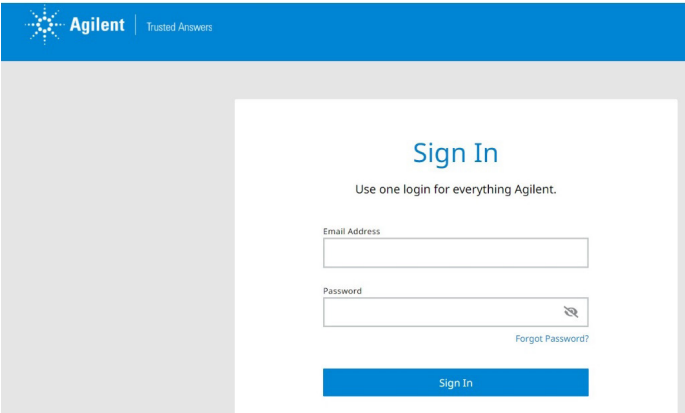 Agilent Trusted Answers
Sign In
Use one login for everything Agilent.
Email Address
Password
Forgot Password?
Sign In